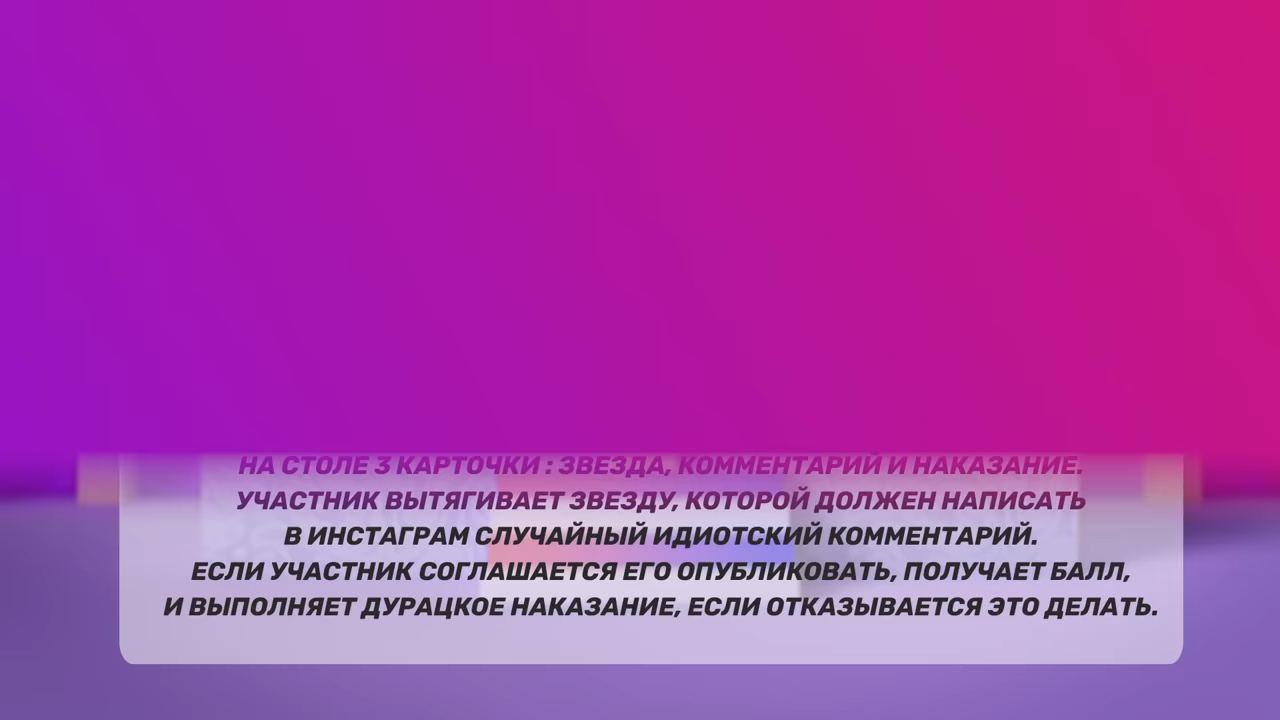 НА СТОЛЕ 3 КАРТОЧКИ : ЗВЕЗДА, КОММЕНТАРИЙ И НАКАЗАНИЕ.
УЧАСТНИК ВЫТЯГИВАЕТ ЗВЕЗДУ, КОТОРОЙ ДОЛЖЕН НАПИСАТЬ
В ИНСТАГРАМ СЛУЧАЙНЫЙ ИДИОТСКИЙ КОММЕНТАРИЙ.
ЕСЛИ УЧАСТНИК СОГЛАШАЕТСЯ ЕГО ОПУБЛИКОВАТЬ, ПОЛУЧАЕТ БАЛЛ,
И ВЫПОЛНЯЕТ ДУРАЦКОЕ НАКАЗАНИЕ, ЕСЛИ ОТКАЗЫВАЕТСЯ ЭТО ДЕЛАТЬ.